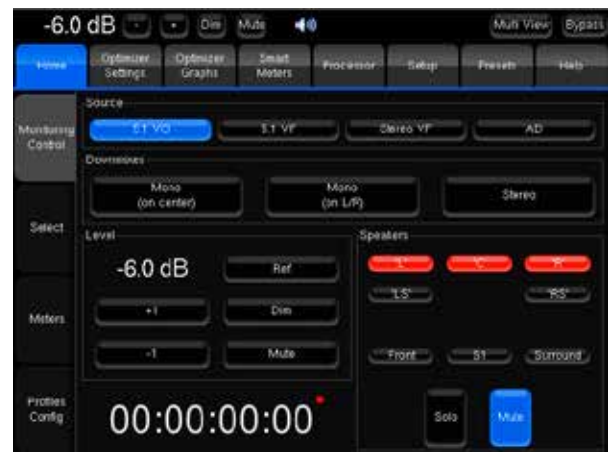 -6.0 dB - + Dim Mute Multi View Bypass
Home Optimizer Settings Optimizer Graphs Smart Meters Processor Setup Presets Help
Monitoring Control
Select
Meters
Profiles Config
Source
5.1 VO 5.1 VF Stereo VF AD
Downmixes
Mono (on center) Mono (on L/R) Stereo
Level
-6.0 dB Ref
+1 Dim
-1 Mute
00:00:00:00
Speakers
"L" "C" "R"
"LS" "RS"
Front S1 Surround
Solo Mute